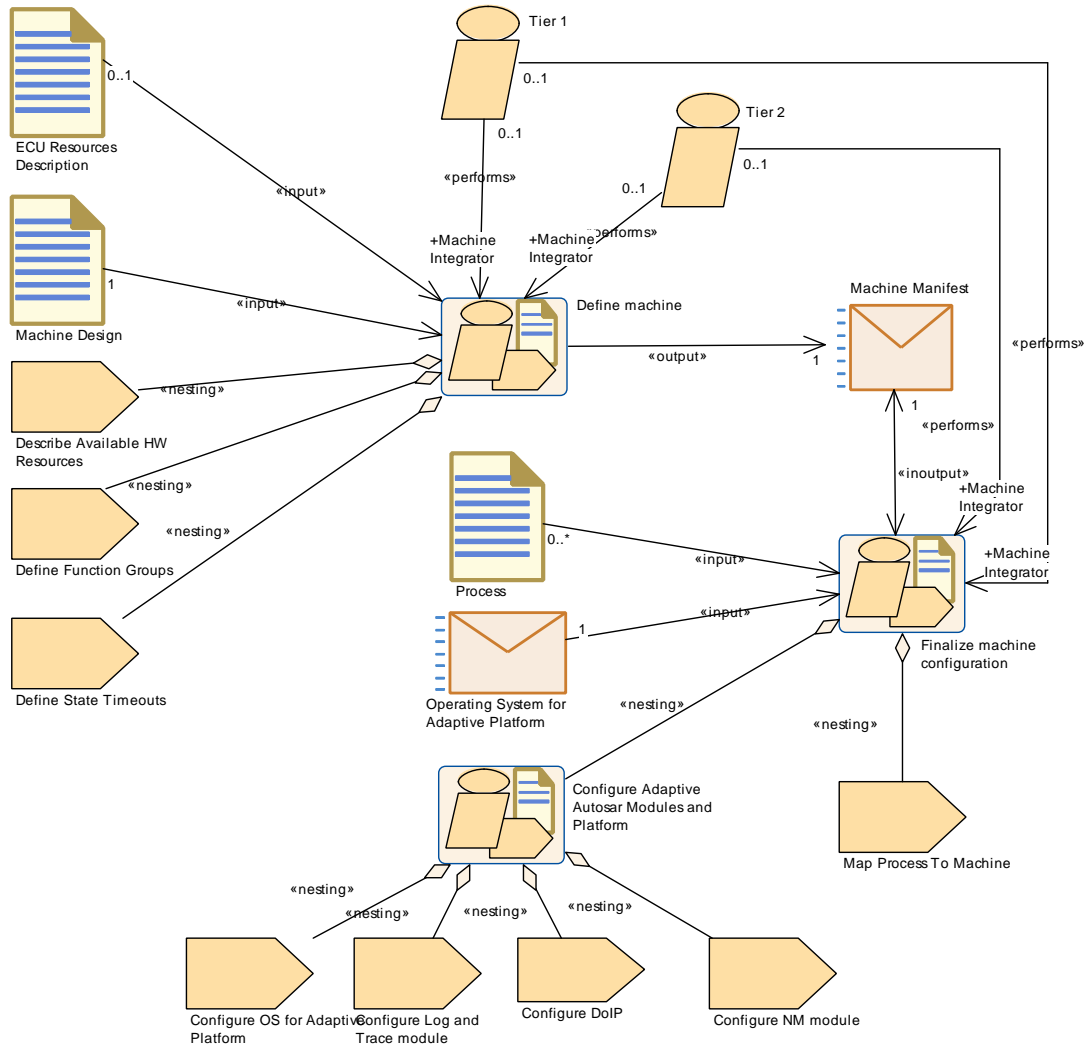 Tier 1
0..1
0..1
0..1
ECU Resources
Description
Tier 2
0..1
0..1
«performs»
«input»
«performs»
+Machine
Integrator
+Machine
Integrator
1
Machine Design
«input»
Define machine
Machine Manifest
«output»
1
«performs»
«nesting»
1
«performs»
Describe Available HW
Resources
«nesting»
«inoutput»
+Machine
Integrator
«nesting»
0..*
+Machine
Integrator
Define Function Groups
«input»
Process
«input»
1
Finalize machine
configuration
Define State Timeouts
Operating System for
Adaptive Platform
«nesting»
«nesting»
Configure Adaptive
Autosar Modules and
Platform
Map Process To Machine
«nesting»
«nesting»
«nesting»
«nesting»
Configure OS for Adaptive
Platform
Configure Log and
Trace module
Configure DoIP
Configure NM module